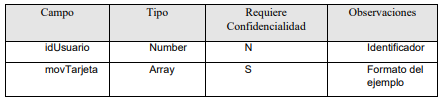 Campo Tipo Requiere Confidencialidad Observaciones
idUsuario Number N Identificador
movTarjeta Array S Formato del ejemplo